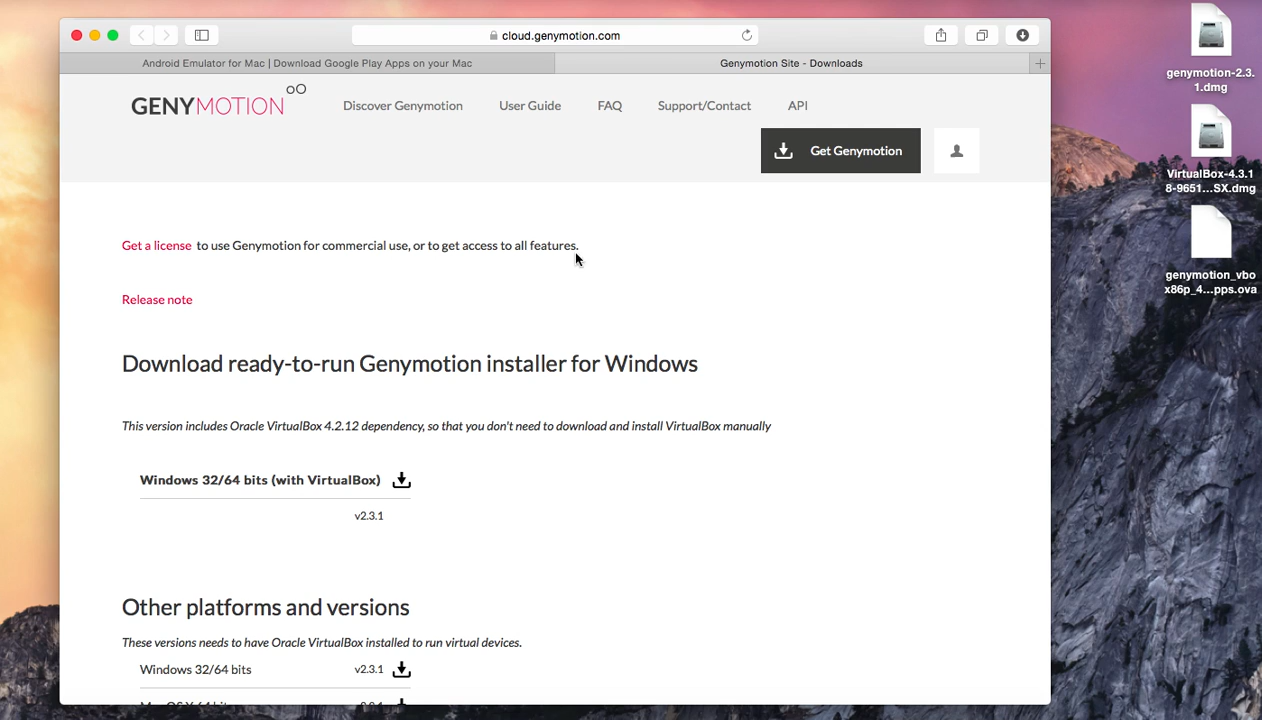 cloud.genymotion.com
Android Emulator for Mac | Download Google Play Apps on your Mac
Genymotion Site - Downloads
GENYMOTION
Discover Genymotion
User Guide
FAQ
Support/Contact
API
Get Genymotion
Get a license to use Genymotion for commercial use, or to get access to all features.
Release note
Download ready-to-run Genymotion installer for Windows
This version includes Oracle VirtualBox 4.2.12 dependency, so that you don't need to download and install VirtualBox manually
Windows 32/64 bits (with VirtualBox)
v2.3.1
Other platforms and versions
These versions needs to have Oracle VirtualBox installed to run virtual devices.
Windows 32/64 bits v2.3.1
genymotion-2.3.
1.dmg
VirtualBox-4.3.1
8-9651...SX.dmg
genymotion_vbo
x86p_4...pps.ova